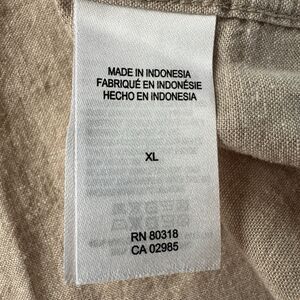 MADE IN INDONESIA
FABRIQUÉ EN INDONÉSIE
HECHO EN INDONESIA
XL
RN 80318
CA 02985